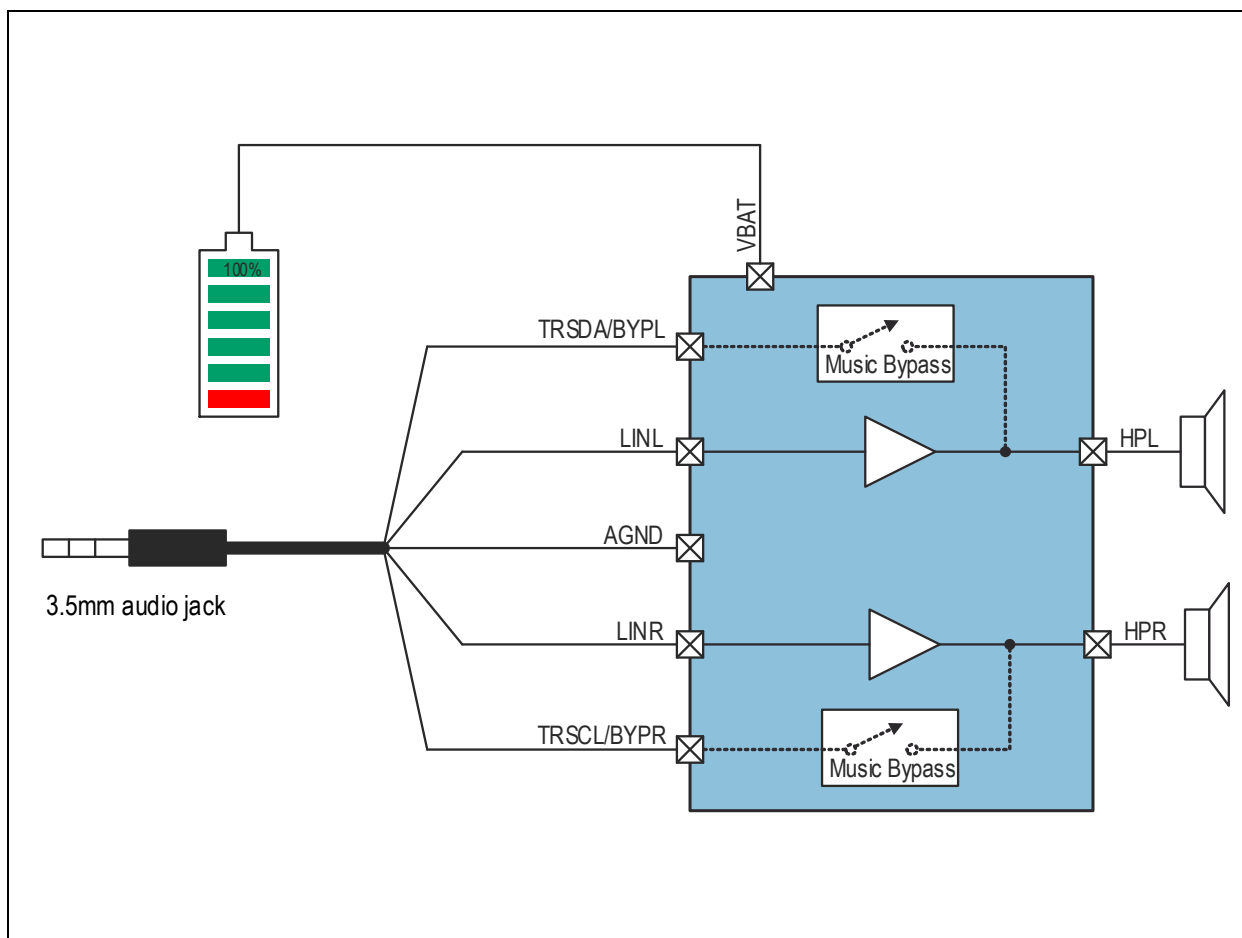 100%
VBAT
TRSDA/BYPL
Music Bypass
LINL
HPL
AGND
3.5mm audio jack
LINR
HPR
TRSCL/BYPR
Music Bypass